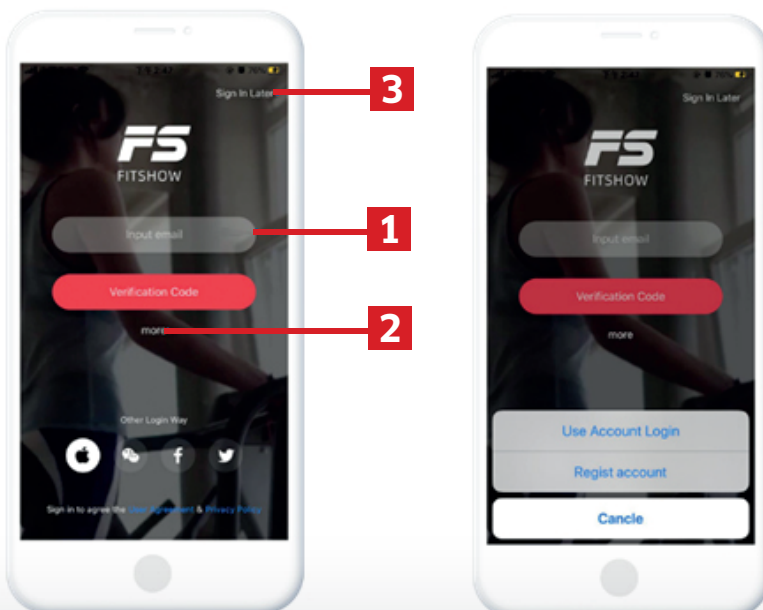 70%
Sign In Later
3
FS
FITSHOW
Input email
1
Verification Code
more
2
Other Login Way
Sign in to agree the User Agreement & Privacy Policy
70%
Sign In Later
FS
FITSHOW
Input email
Verification Code
more
Use Account Login
Regist account
Cancle